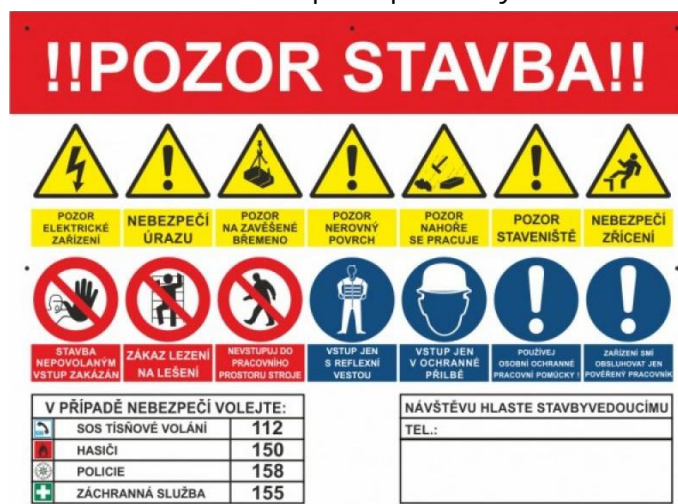 !!POZOR STAVBA!!
POZOR
ELEKTRICKÉ
ZAŘÍZENÍ
NEBEZPEČÍ
ÚRAZU
POZOR
NA ZAVĚŠENÉ
BŘEMENO
POZOR
NEROVNÝ
POVRCH
POZOR
NAHOŘE
SE PRACUJE
POZOR
STAVENIŠTĚ
NEBEZPEČÍ
ZŘÍCENÍ
STAVBA
NEPOVOLANÝM
VSTUP ZAKÁZÁN
ZÁKAZ LEZENÍ
NA LEŠENÍ
NEVSTUPUJ DO
PRACOVNÍHO
PROSTORU STROJE
VSTUP JEN
S REFLEXNÍ
VESTOU
VSTUP JEN
V OCHRANNÉ
PŘILBĚ
POUŽÍVEJ
OSOBNÍ OCHRANNÉ
PRACOVNÍ POMŮCKY !
ZAŘÍZENÍ SMÍ
OBSLUHOVAT JEN
POVĚŘENÝ PRACOVNÍK
V PŘÍPADĚ NEBEZPEČÍ VOLEJTE:
SOS TÍSŇOVÉ VOLÁNÍ 112
HASIČI 150
POLICIE 158
ZÁCHRANNÁ SLUŽBA 155
NÁVŠTĚVU HLASTE STAVBYVEDOUCÍMU
TEL.: